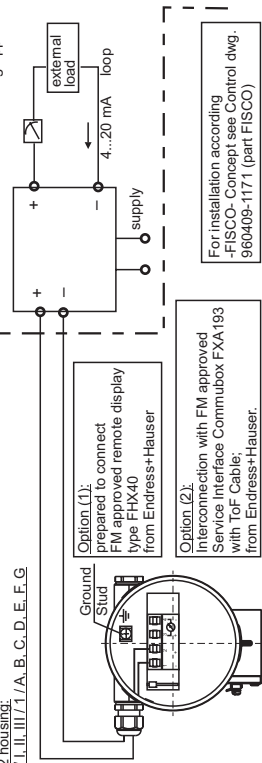 housing:
I, II, III / 1 / A, B, C, D, E, F, G
Ground
Stud
Option (1):
prepared to connect
FM approved remote display
type FHX40
from Endress+Hauser
Option (2):
Interconnection with FM approved
Service Interface Commubox FXA193
with ToF Cable;
from Endress+Hauser.
+
–
+
–
supply
external
load
loop
4...20 mA
For installation according
-FISCO- Concept see Control dwg.
960409-1171 (part FISCO)